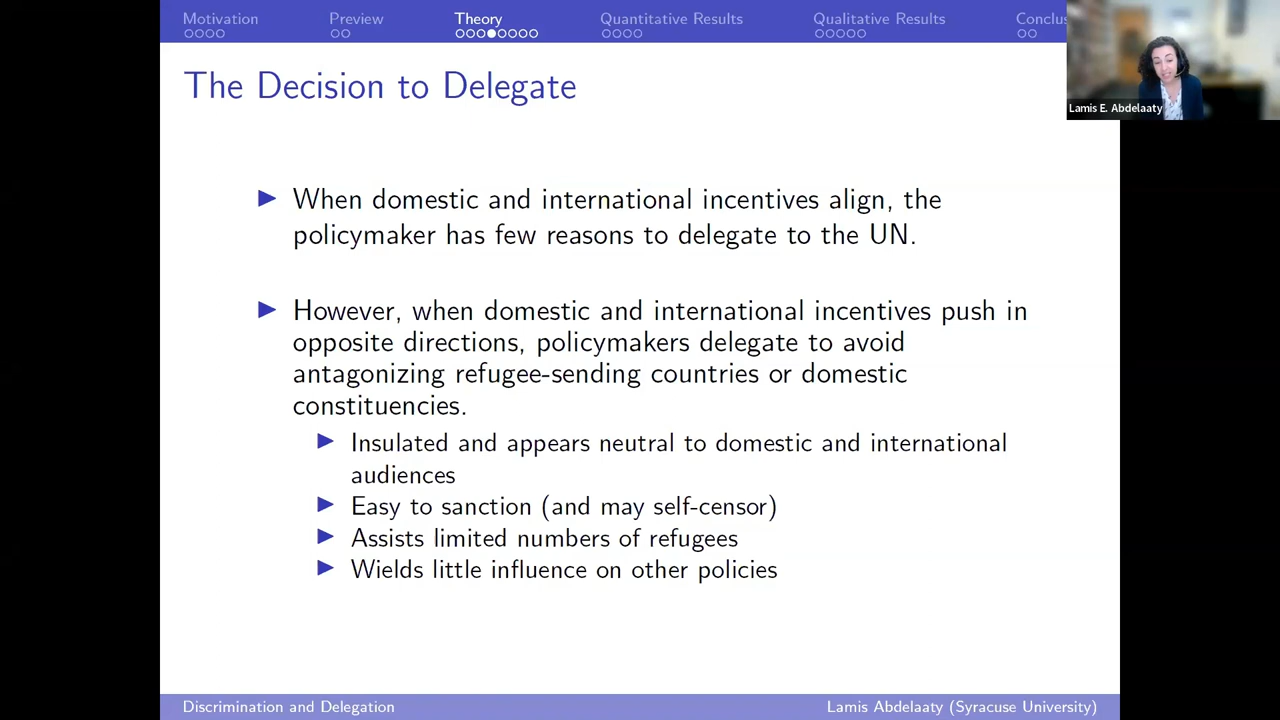 Motivation Preview Theory Quantitative Results Qualitative Results Conclus
Lamis E. Abdelaaty
The Decision to Delegate
When domestic and international incentives align, the
policymaker has few reasons to delegate to the UN.
However, when domestic and international incentives push in
opposite directions, policymakers delegate to avoid
antagonizing refugee-sending countries or domestic
constituencies.
Insulated and appears neutral to domestic and international
audiences
Easy to sanction (and may self-censor)
Assists limited numbers of refugees
Wields little influence on other policies
Discrimination and Delegation Lamis Abdelaaty (Syracuse University)